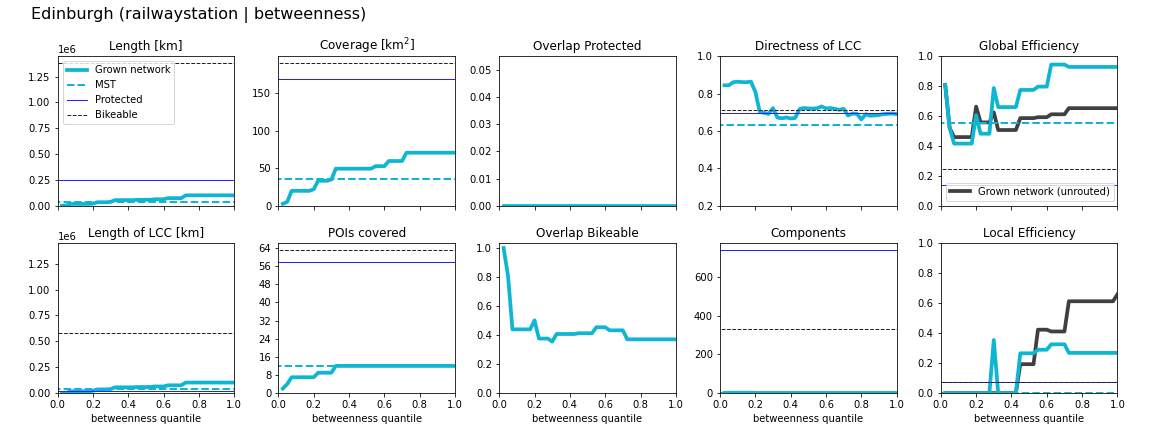 Edinburgh (railwaystation | betweenness)
Length [km]
1e6
1.25
1.00
0.75
0.50
0.25
0.00
Grown network
MST
Protected
Bikeable
Coverage [km²]
150
100
50
0
Overlap Protected
0.05
0.04
0.03
0.02
0.01
0.00
Directness of LCC
1.0
0.8
0.6
0.4
0.2
Global Efficiency
1.0
0.8
0.6
0.4
0.2
0.0
Grown network (unrouted)
Length of LCC [km]
1e6
1.25
1.00
0.75
0.50
0.25
0.00
0.0 0.2 0.4 0.6 0.8 1.0
betweenness quantile
POIs covered
64
56
48
40
32
24
16
8
0
0.0 0.2 0.4 0.6 0.8 1.0
betweenness quantile
Overlap Bikeable
1.0
0.8
0.6
0.4
0.2
0.0
0.0 0.2 0.4 0.6 0.8 1.0
betweenness quantile
Components
600
400
200
0
0.0 0.2 0.4 0.6 0.8 1.0
betweenness quantile
Local Efficiency
1.0
0.8
0.6
0.4
0.2
0.0
0.0 0.2 0.4 0.6 0.8 1.0
betweenness quantile